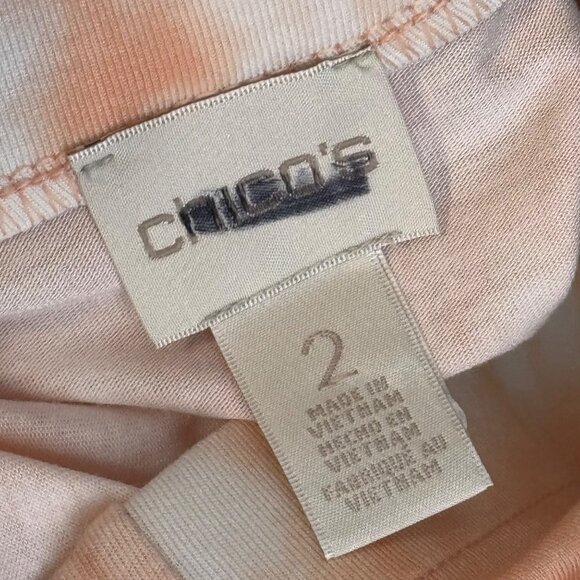 chico's
2
MADE IN
VIETNAM
HECHO EN
VIETNAM
FABRIQUÉ AU
VIETNAM